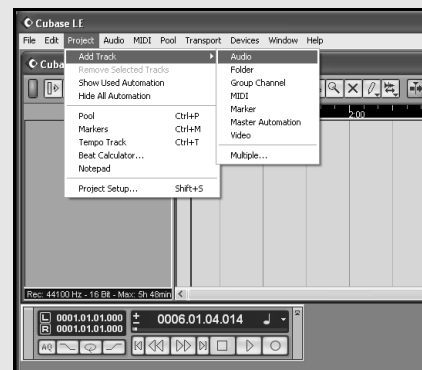 Cubase LE
File Edit Project Audio MIDI Pool Transport Devices Window Help
Add Track
Remove Selected Tracks
Show Used Automation
Hide All Automation
Pool Ctrl+P
Markers Ctrl+M
Tempo Track Ctrl+T
Beat Calculator...
Notepad
Project Setup... Shift+S
Audio
Folder
Group Channel
MIDI
Marker
Master Automation
Video
Multiple...
Cuba
2:00
Rec: 44100 Hz - 16 Bit - Max: 5h 48min
L 0001.01.01.000
R 0001.01.01.000
0006.01.04.014
AQ